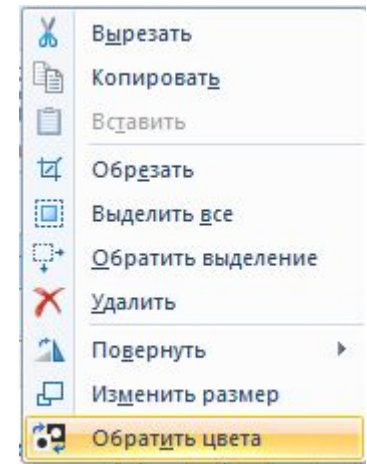 Вырезать
Копировать
Вставить
Обрезать
Выделить все
Обратить выделение
Удалить
Повернуть
Изменить размер
Обратить цвета